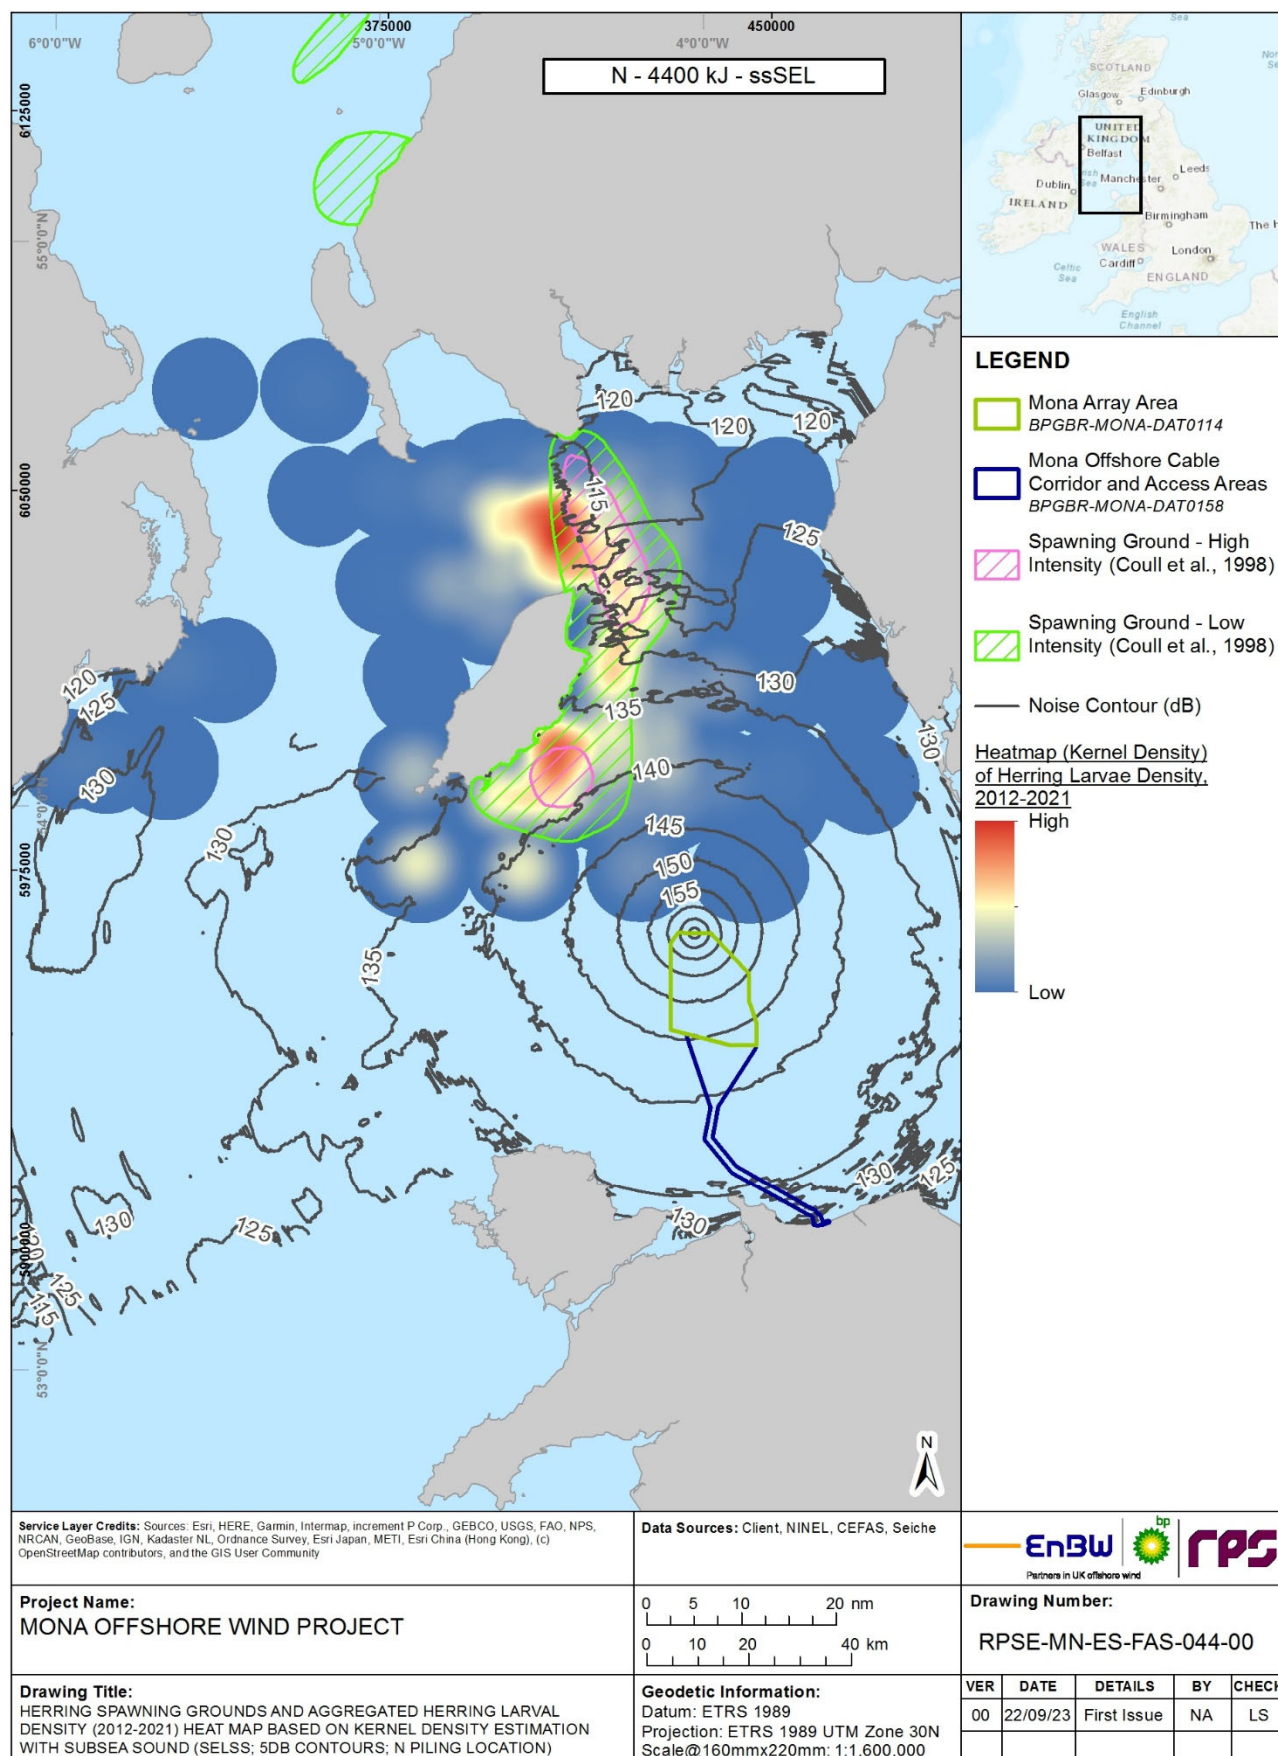 375000
450000
6°0'0"W
5°0'0"W
4°0'0"W
N - 4400 kJ - ssSEL
6125000
55°0'0"N
6050000
54°0'0"N
5975000
5900000
53°0'0"N
120
120
120
115
125
130
135
140
145
150
155
130
120
125
130
130
135
130
125
130
125
115
130
130
125
N
Sea
SCOTLAND
Glasgow
Edinburgh
UNITED
KINGDOM
Belfast
Leeds
Manchester
Dublin
Sea
IRELAND
Birmingham
The H
WALES
Cardiff
London
ENGLAND
Celtic
Sea
English
Channel
LEGEND
Mona Array Area
BPGBR-MONA-DAT0114
Mona Offshore Cable
Corridor and Access Areas
BPGBR-MONA-DAT0158
Spawning Ground - High
Intensity (Coull et al., 1998)
Spawning Ground - Low
Intensity (Coull et al., 1998)
Noise Contour (dB)
Heatmap (Kernel Density)
of Herring Larvae Density,
2012-2021
High
Low
Service Layer Credits: Sources: Esri, HERE, Garmin, Intermap, increment P Corp., GEBCO, USGS, FAO, NPS,
NRCAN, GeoBase, IGN, Kadaster NL, Ordnance Survey, Esri Japan, METI, Esri China (Hong Kong), (c)
OpenStreetMap contributors, and the GIS User Community
Data Sources: Client, NINEL, CEFAS, Seiche
EnBW
Partners in UK offshore wind
bp
rps
Project Name:
MONA OFFSHORE WIND PROJECT
0 5 10 20 nm
0 10 20 40 km
Drawing Number:
RPSE-MN-ES-FAS-044-00
Drawing Title:
HERRING SPAWNING GROUNDS AND AGGREGATED HERRING LARVAL
DENSITY (2012-2021) HEAT MAP BASED ON KERNEL DENSITY ESTIMATION
WITH SUBSEA SOUND (SELSS; 5DB CONTOURS; N PILING LOCATION)
Geodetic Information:
Datum: ETRS 1989
Projection: ETRS 1989 UTM Zone 30N
Scale@160mmx220mm: 1:1,600,000
VER DATE DETAILS BY CHECK
00 22/09/23 First Issue NA LS